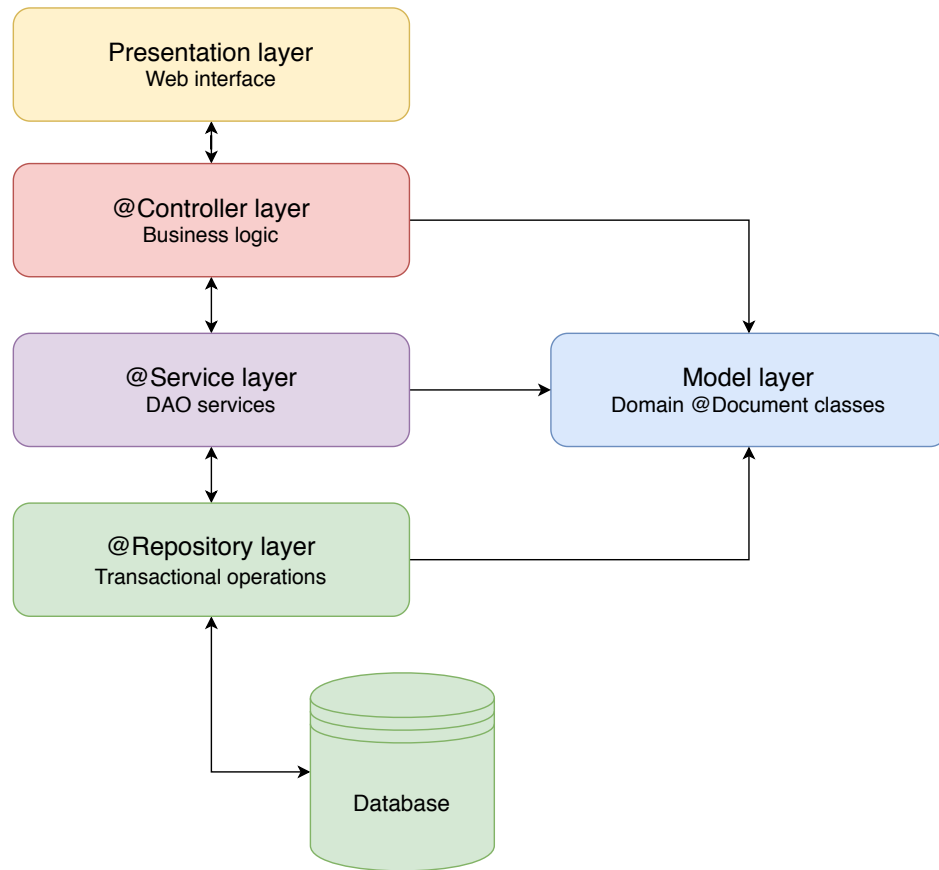 Presentation layer
Web interface
@Controller layer
Business logic
@Service layer
DAO services
Model layer
Domain @Document classes
@Repository layer
Transactional operations
Database